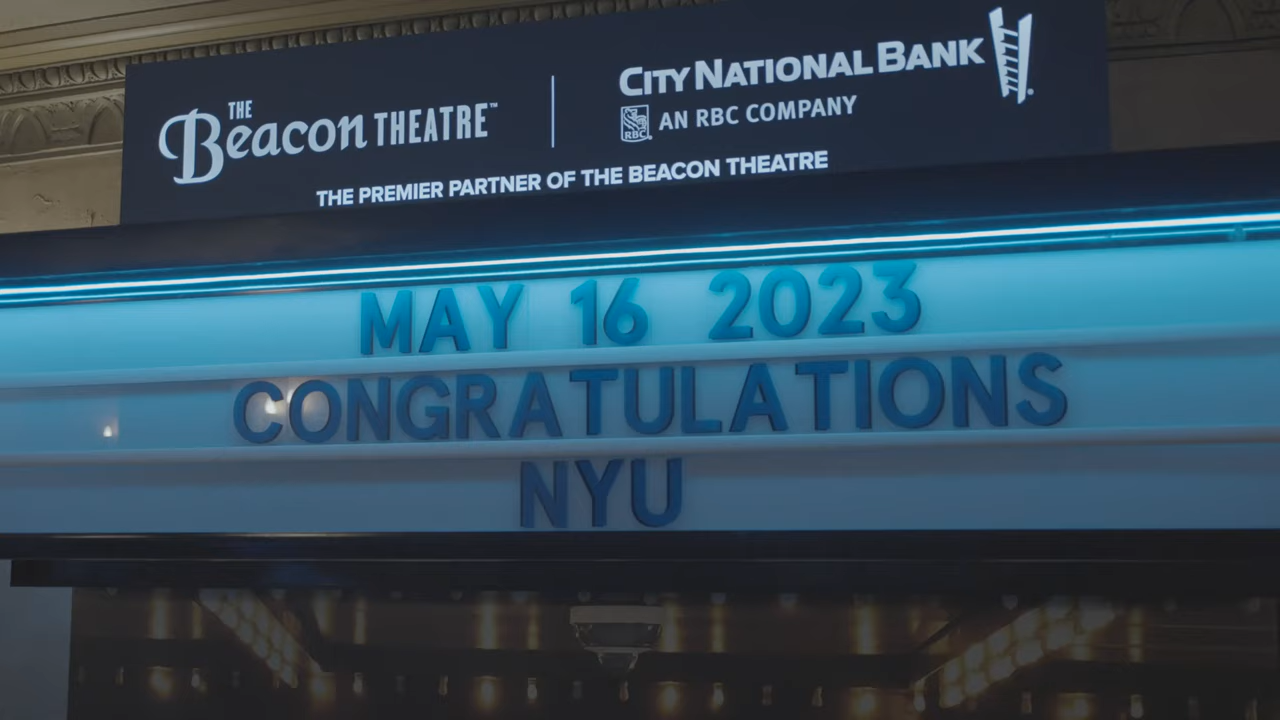 THE Beacon THEATRE™
CITY NATIONAL BANK
RBC® AN RBC COMPANY
THE PREMIER PARTNER OF THE BEACON THEATRE
MAY 16 2023
CONGRATULATIONS
NYU